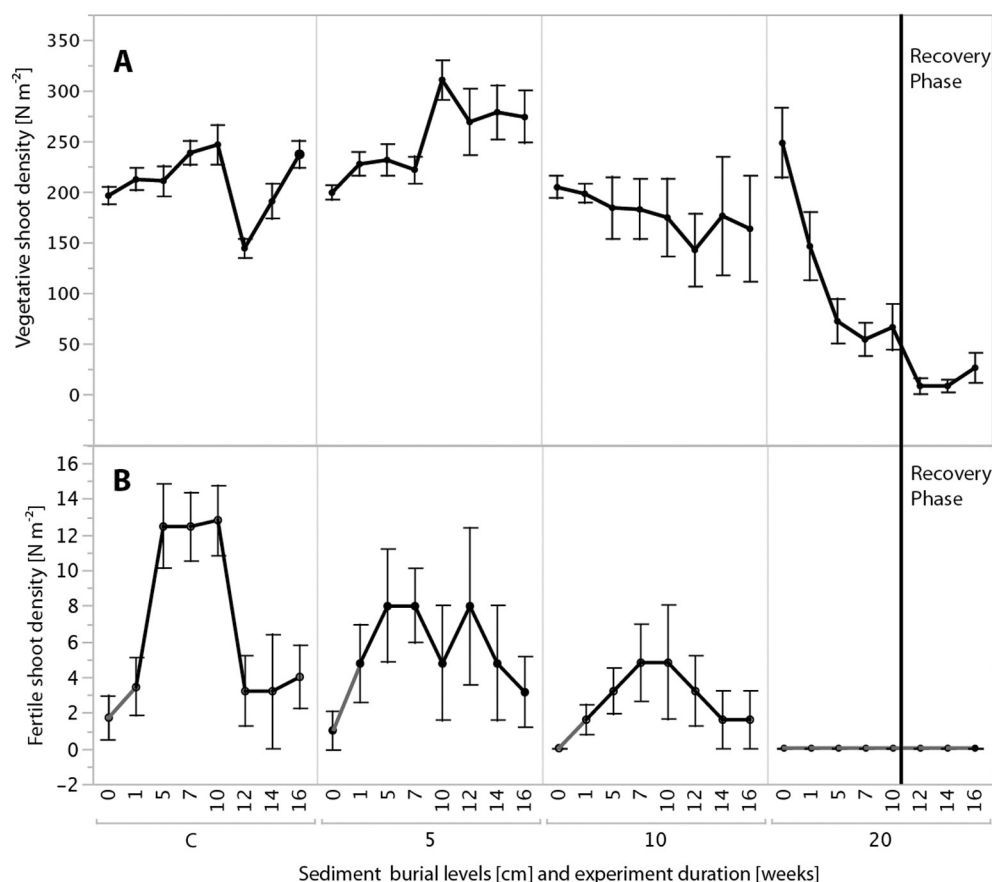 A
Recovery
Phase
Vegetative shoot density [N m⁻²]
350
300
250
200
150
100
50
0
B
Recovery
Phase
Fertile shoot density [N m⁻²]
16
14
12
10
8
6
4
2
0
−2
0 1 5 7 10 12 14 16 0 1 5 7 10 12 14 16 0 1 5 7 10 12 14 16 0 1 5 7 10 12 14 16
C 5 10 20
Sediment burial levels [cm] and experiment duration [weeks]